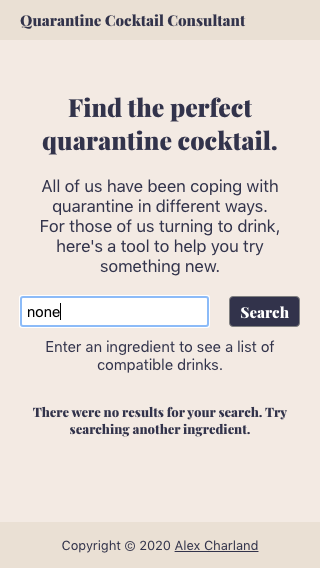 Quarantine Cocktail Consultant
Find the perfect
quarantine cocktail.
All of us have been coping with
quarantine in different ways.
For those of us turning to drink,
here's a tool to help you try
something new.
none
Search
Enter an ingredient to see a list of
compatible drinks.
There were no results for your search. Try
searching another ingredient.
Copyright © 2020 Alex Charland